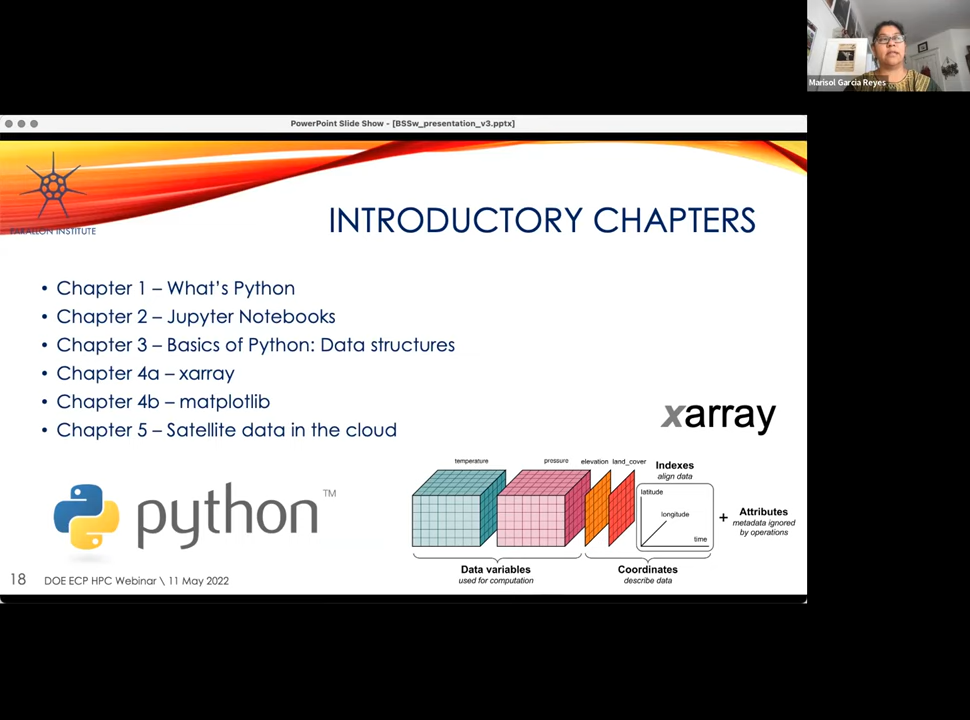 Marisol Garcia Reyes
PowerPoint Slide Show - [BSSw_presentation_v3.pptx]
FARALLON INSTITUTE
INTRODUCTORY CHAPTERS
• Chapter 1 – What's Python
• Chapter 2 – Jupyter Notebooks
• Chapter 3 – Basics of Python: Data structures
• Chapter 4a – xarray
• Chapter 4b – matplotlib
• Chapter 5 – Satellite data in the cloud
python™
xarray
temperature
pressure
elevation
land_cover
Indexes
align data
latitude
longitude
time
+
Attributes
metadata ignored
by operations
Data variables
used for computation
Coordinates
describe data
18
DOE ECP HPC Webinar \ 11 May 2022